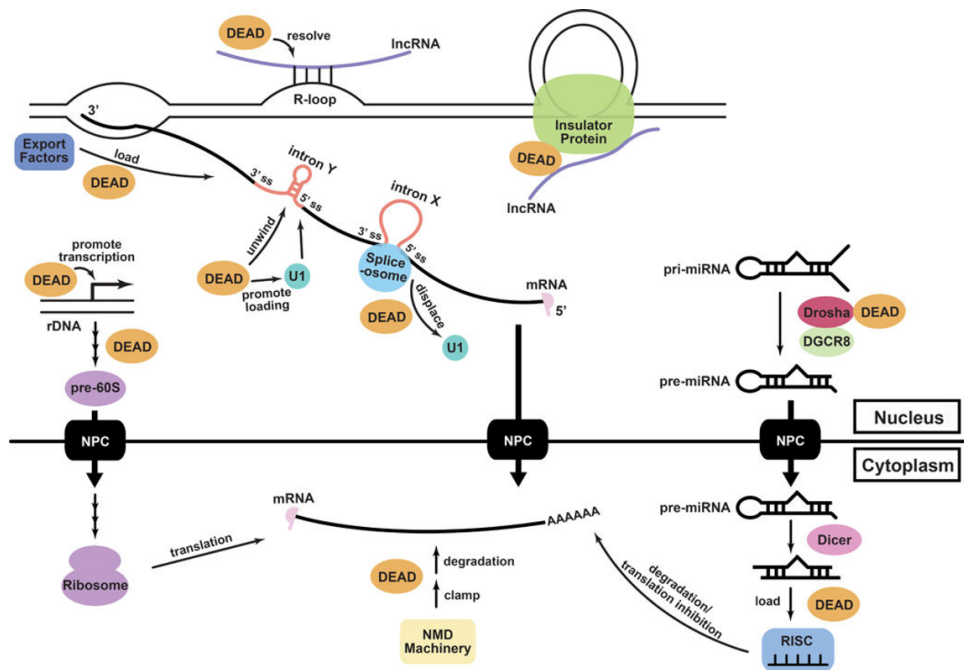 DEAD
resolve
lncRNA
R-loop
3’
Insulator
Protein
DEAD
lncRNA
Export
Factors
load
DEAD
3’ ss
intron Y
5’ ss
unwind
DEAD
promote
loading
U1
intron X
3’ ss
5’ ss
Splice
-osome
displace
DEAD
U1
mRNA
5’
promote
transcription
DEAD
rDNA
DEAD
pre-60S
NPC
NPC
NPC
pri-miRNA
Drosha
DEAD
DGCR8
pre-miRNA
Nucleus
Cytoplasm
Ribosome
translation
mRNA
AAAAAA
degradation
DEAD
clamp
NMD
Machinery
degradation/
translation inhibition
pre-miRNA
Dicer
load
DEAD
RISC